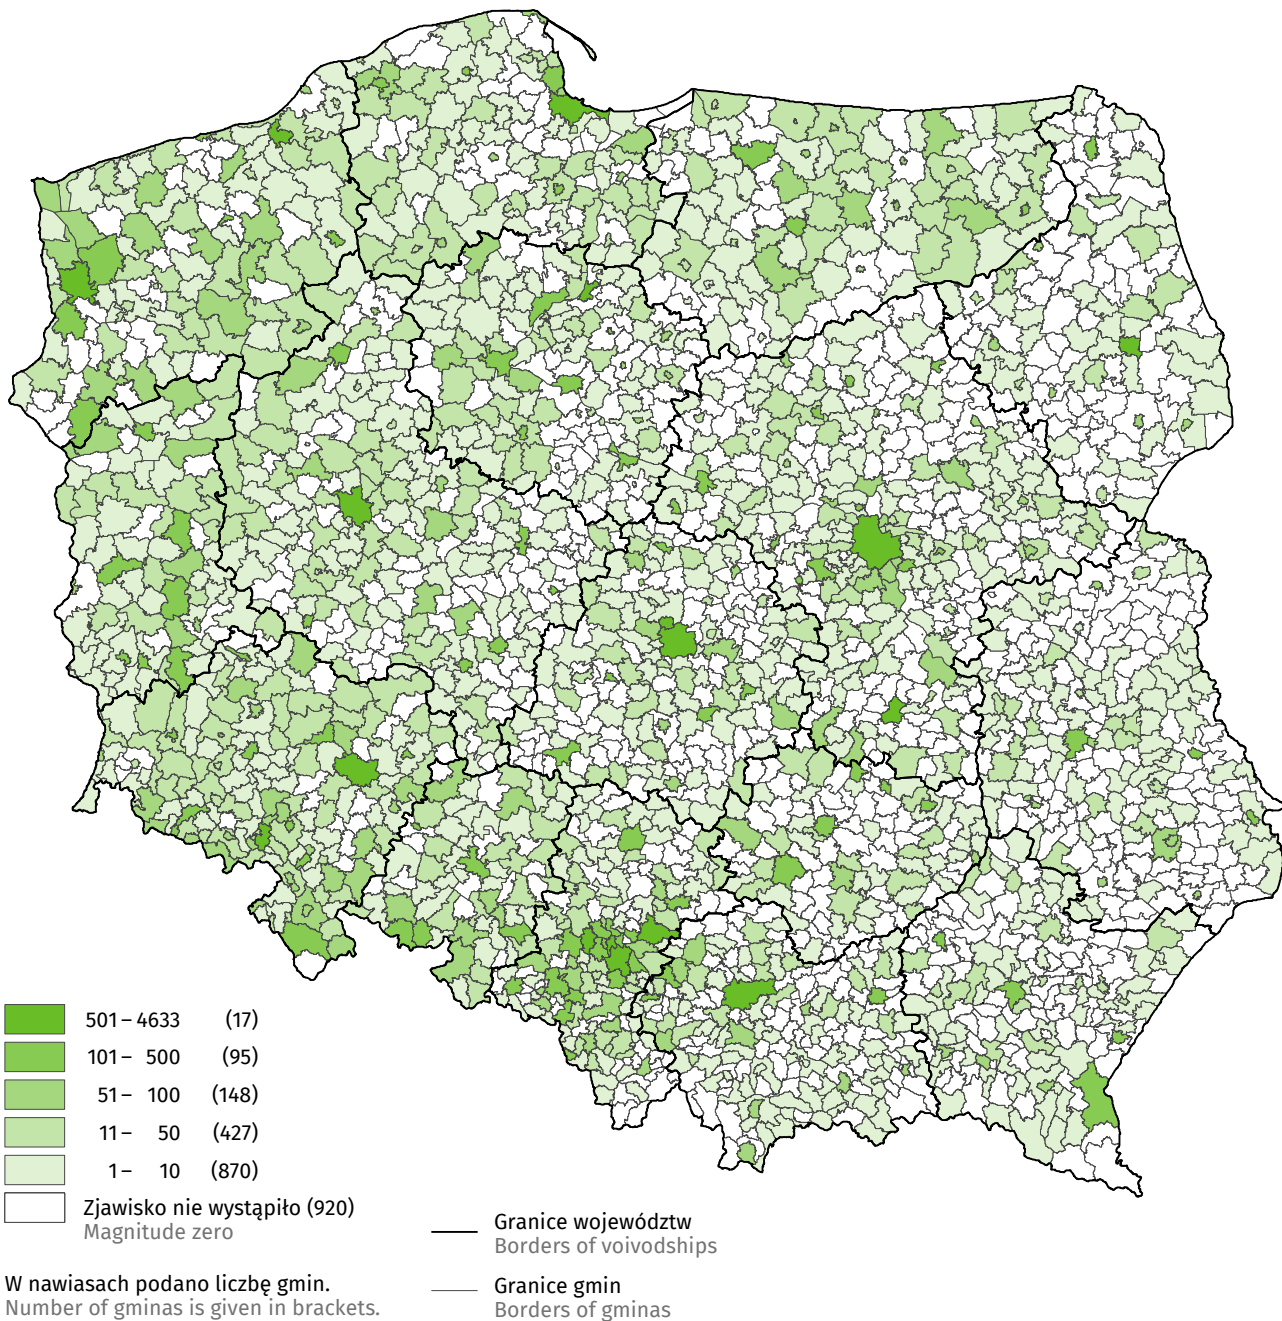 501 – 4633 (17)
101 – 500 (95)
51 – 100 (148)
11 – 50 (427)
1 – 10 (870)
Zjawisko nie wystąpiło (920)
Magnitude zero
Granice województw
Borders of voivodships
W nawiasach podano liczbę gmin.
Number of gminas is given in brackets.
Granice gmin
Borders of gminas